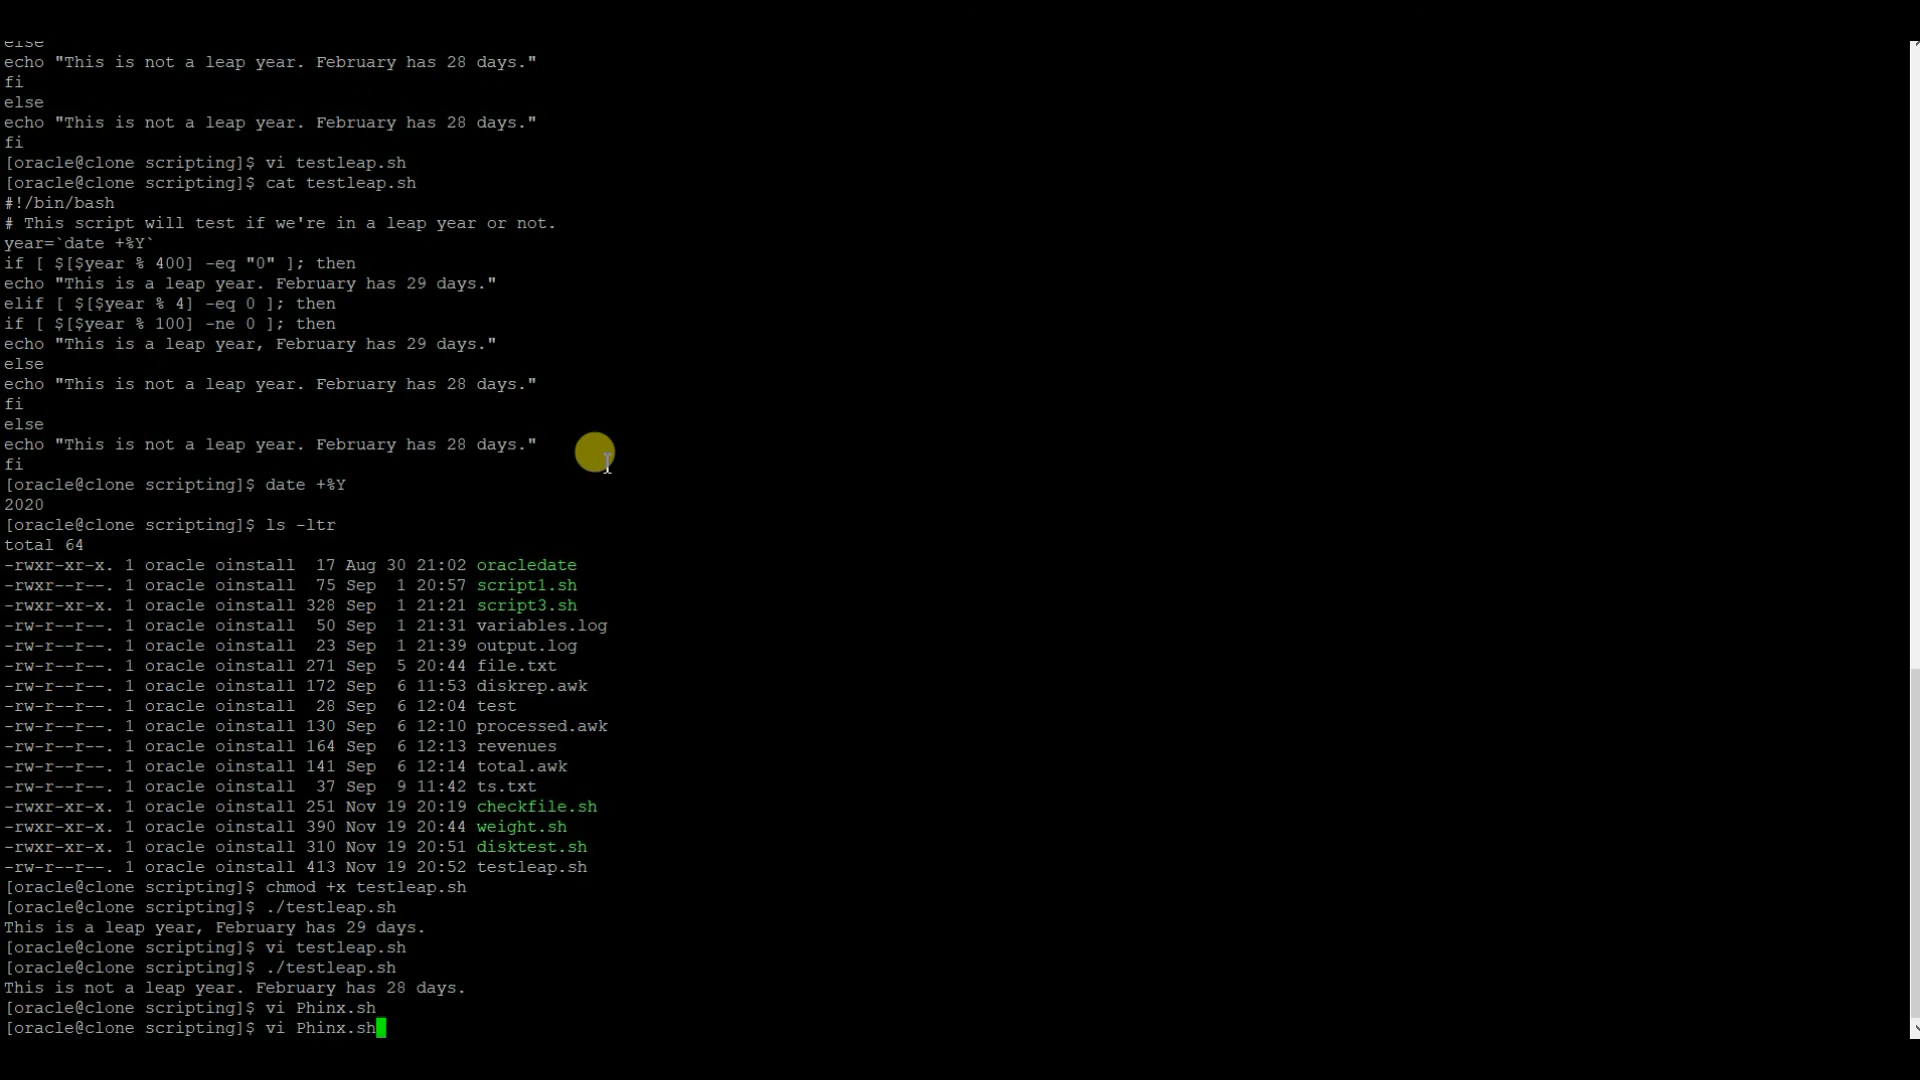 else
echo "This is not a leap year. February has 28 days."
fi
else
echo "This is not a leap year. February has 28 days."
fi
[oracle@clone scripting]$ vi testleap.sh
[oracle@clone scripting]$ cat testleap.sh
#!/bin/bash
# This script will test if we're in a leap year or not.
year=`date +%Y`
if [ $[$year % 400] -eq "0" ]; then
echo "This is a leap year. February has 29 days."
elif [ $[$year % 4] -eq 0 ]; then
if [ $[$year % 100] -ne 0 ]; then
echo "This is a leap year, February has 29 days."
else
echo "This is not a leap year. February has 28 days."
fi
else
echo "This is not a leap year. February has 28 days."
fi
[oracle@clone scripting]$ date +%Y
2020
[oracle@clone scripting]$ ls -ltr
total 64
-rwxr-xr-x. 1 oracle oinstall  17 Aug 30 21:02 oracledate
-rwxr--r--. 1 oracle oinstall  75 Sep  1 20:57 script1.sh
-rwxr-xr-x. 1 oracle oinstall 328 Sep  1 21:21 script3.sh
-rw-r--r--. 1 oracle oinstall  50 Sep  1 21:31 variables.log
-rw-r--r--. 1 oracle oinstall  23 Sep  1 21:39 output.log
-rw-r--r--. 1 oracle oinstall 271 Sep  5 20:44 file.txt
-rw-r--r--. 1 oracle oinstall 172 Sep  6 11:53 diskrep.awk
-rw-r--r--. 1 oracle oinstall  28 Sep  6 12:04 test
-rw-r--r--. 1 oracle oinstall 130 Sep  6 12:10 processed.awk
-rw-r--r--. 1 oracle oinstall 164 Sep  6 12:13 revenues
-rw-r--r--. 1 oracle oinstall 141 Sep  6 12:14 total.awk
-rw-r--r--. 1 oracle oinstall  37 Sep  9 11:42 ts.txt
-rwxr-xr-x. 1 oracle oinstall 251 Nov 19 20:19 checkfile.sh
-rwxr-xr-x. 1 oracle oinstall 390 Nov 19 20:44 weight.sh
-rwxr-xr-x. 1 oracle oinstall 310 Nov 19 20:51 disktest.sh
-rw-r--r--. 1 oracle oinstall 413 Nov 19 20:52 testleap.sh
[oracle@clone scripting]$ chmod +x testleap.sh
[oracle@clone scripting]$ ./testleap.sh
This is a leap year, February has 29 days.
[oracle@clone scripting]$ vi testleap.sh
[oracle@clone scripting]$ ./testleap.sh
This is not a leap year. February has 28 days.
[oracle@clone scripting]$ vi Phinx.sh
[oracle@clone scripting]$ vi Phinx.sh